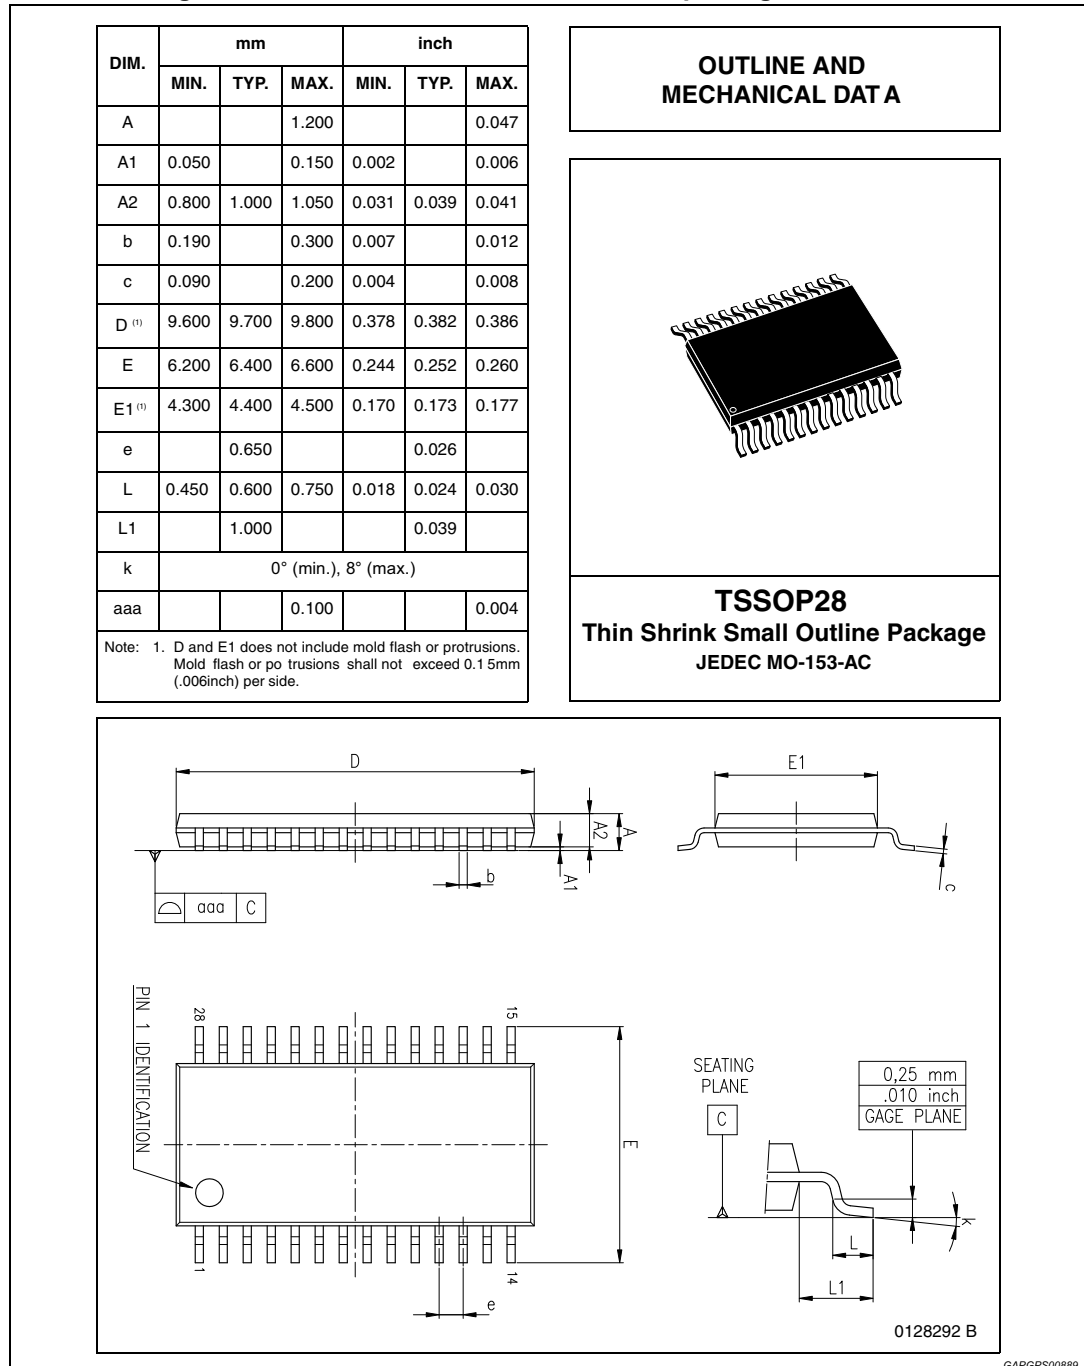 DIM. mm inch
MIN. TYP. MAX. MIN. TYP. MAX.
A 1.200 0.047
A1 0.050 0.150 0.002 0.006
A2 0.800 1.000 1.050 0.031 0.039 0.041
b 0.190 0.300 0.007 0.012
c 0.090 0.200 0.004 0.008
D (1) 9.600 9.700 9.800 0.378 0.382 0.386
E 6.200 6.400 6.600 0.244 0.252 0.260
E1 (1) 4.300 4.400 4.500 0.170 0.173 0.177
e 0.650 0.026
L 0.450 0.600 0.750 0.018 0.024 0.030
L1 1.000 0.039
k 0° (min.), 8° (max.)
aaa 0.100 0.004
Note: 1. D and E1 does not include mold flash or protrusions.
Mold flash or po trusions shall not exceed 0.1 5mm
(.006inch) per side.
OUTLINE AND
MECHANICAL DAT A
TSSOP28
Thin Shrink Small Outline Package
JEDEC MO-153-AC
D
A2
A
b
A1
aaa C
E1
c
PIN 1 IDENTIFICATION
28
15
E
1
14
e
SEATING
PLANE
C
0,25 mm
.010 inch
GAGE PLANE
k
L
L1
0128292 B
GAPGPS00889